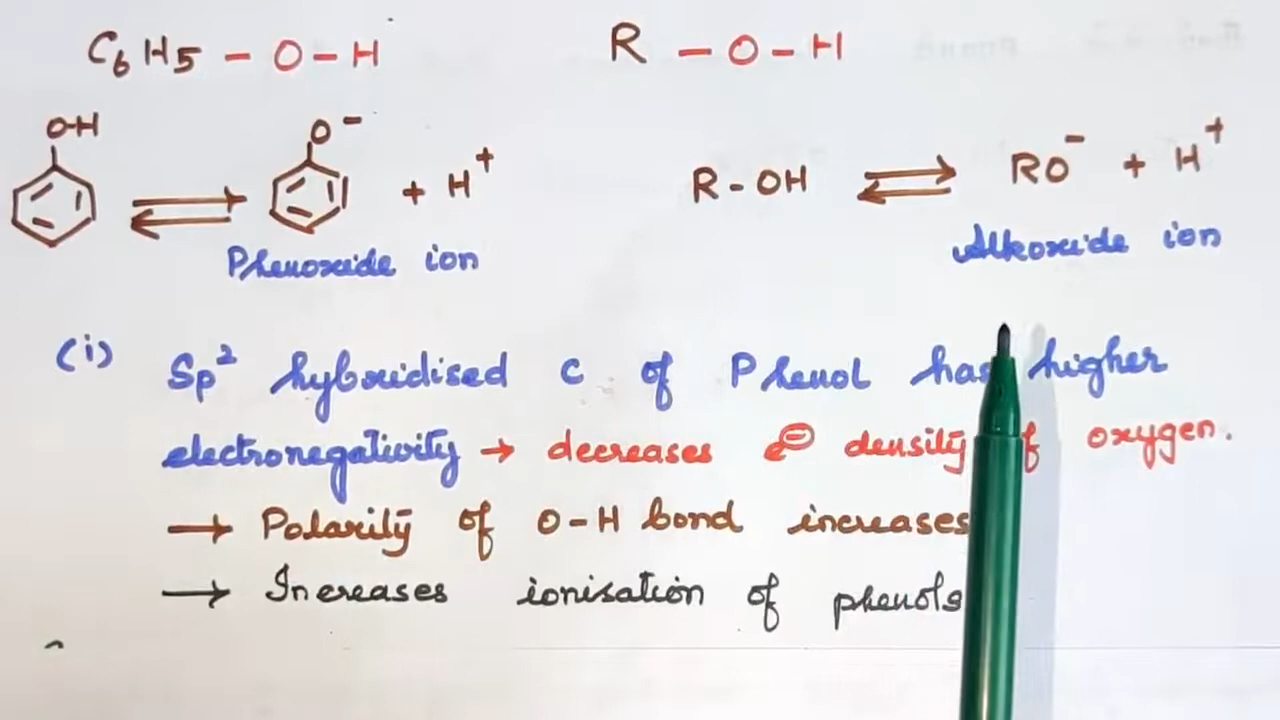 C₆H₅ - O - H R - O - H
OH ⇌ O⁻ + H⁺ R - OH ⇌ RO⁻ + H⁺
Phenoxide ion Alkoxide ion
(i) Sp² hybridised C of Phenol has higher
electronegativity → decreases e⊖ density of oxygen.
→ Polarity of O-H bond increases
→ Increases ionisation of phenols